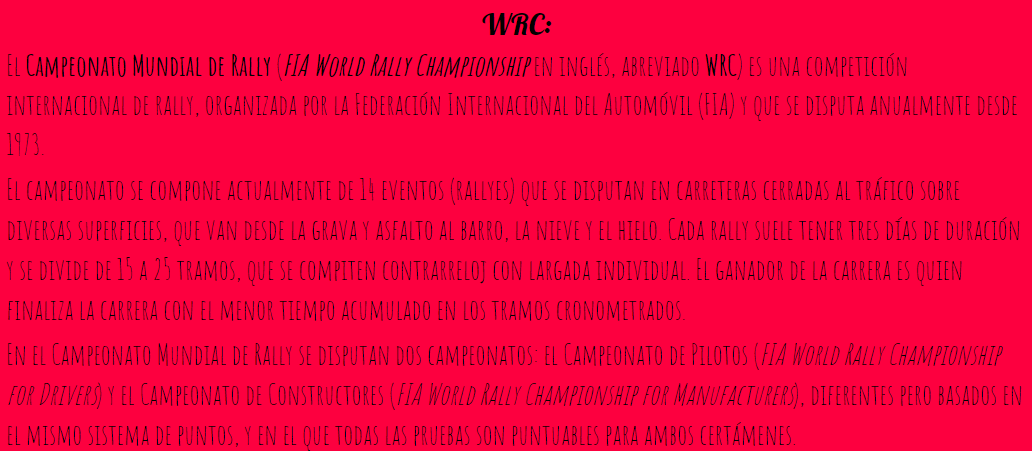 WRC:
El Campeonato Mundial de Rally (FIA World Rally Championship en inglés, abreviado WRC) es una competición
internacional de rally, organizada por la Federación Internacional del Automóvil (FIA) y que se disputa anualmente desde
1973.
El campeonato se compone actualmente de 14 eventos (rallyes) que se disputan en carreteras cerradas al tráfico sobre
diversas superficies, que van desde la grava y asfalto al barro, la nieve y el hielo. Cada rally suele tener tres días de duración
y se divide de 15 a 25 tramos, que se compiten contrarreloj con largada individual. El ganador de la carrera es quien
finaliza la carrera con el menor tiempo acumulado en los tramos cronometrados.
En el Campeonato Mundial de Rally se disputan dos campeonatos: el Campeonato de Pilotos (FIA World Rally Championship
for Drivers) y el Campeonato de Constructores (FIA World Rally Championship for Manufacturers), diferentes pero basados en
el mismo sistema de puntos, y en el que todas las pruebas son puntuables para ambos certámenes.